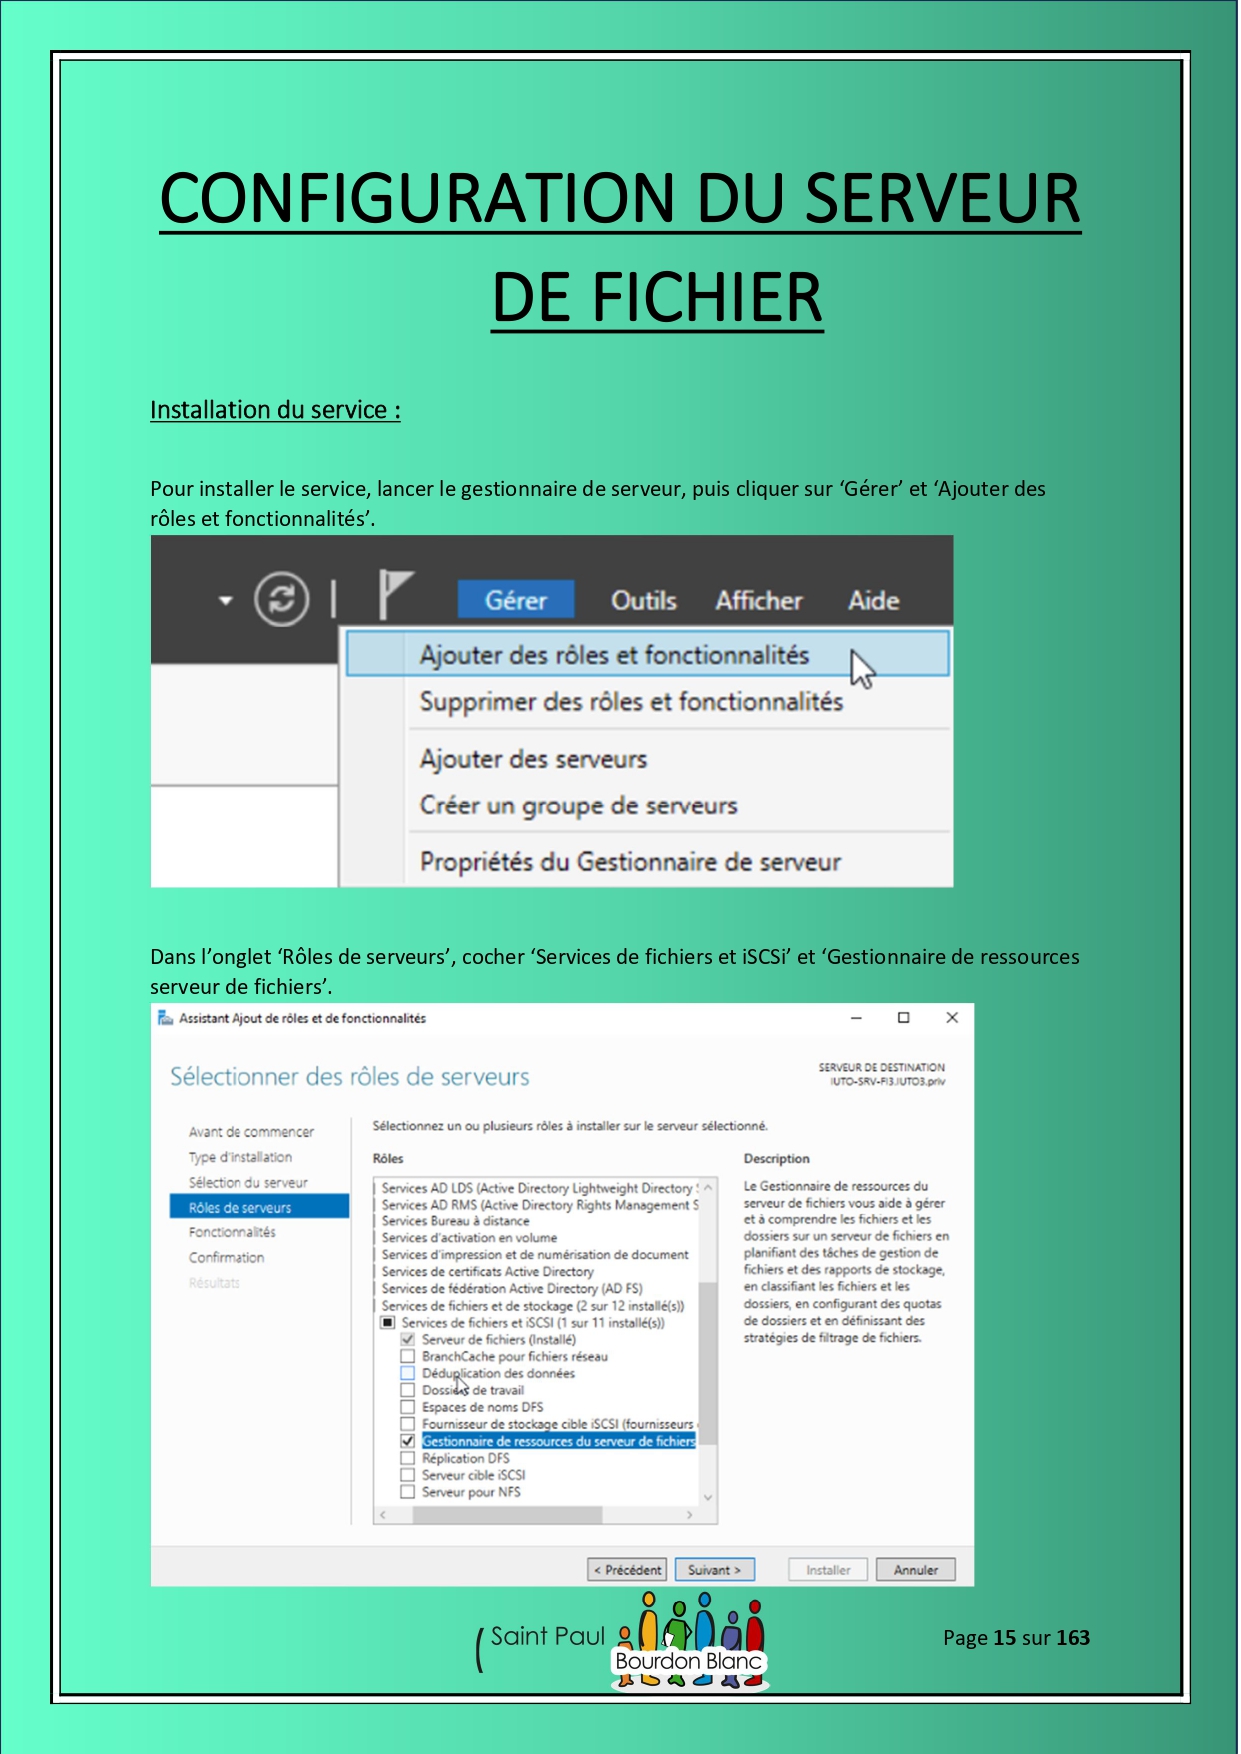 CONFIGURATION DU SERVEUR
DE FICHIER
Installation du service :
Pour installer le service, lancer le gestionnaire de serveur, puis cliquer sur ‘Gérer’ et ‘Ajouter des
rôles et fonctionnalités’.
Gérer Outils Afficher Aide
Ajouter des rôles et fonctionnalités
Supprimer des rôles et fonctionnalités
Ajouter des serveurs
Créer un groupe de serveurs
Propriétés du Gestionnaire de serveur
Dans l’onglet ‘Rôles de serveurs’, cocher ‘Services de fichiers et iSCSi’ et ‘Gestionnaire de ressources
serveur de fichiers’.
Assistant Ajout de rôles et de fonctionnalités
Sélectionner des rôles de serveurs
SERVEUR DE DESTINATION
IUTO-SRV-FI3.IUTO3.priv
Avant de commencer
Type d'installation
Sélection du serveur
Rôles de serveurs
Fonctionnalités
Confirmation
Résultats
Sélectionnez un ou plusieurs rôles à installer sur le serveur sélectionné.
Rôles
Services AD LDS (Active Directory Lightweight Directory
Services AD RMS (Active Directory Rights Management S
Services Bureau à distance
Services d'activation en volume
Services d'impression et de numérisation de document
Services de certificats Active Directory
Services de fédération Active Directory (AD FS)
Services de fichiers et de stockage (2 sur 12 installé(s))
Services de fichiers et iSCSI (1 sur 11 installé(s))
Serveur de fichiers (Installé)
BranchCache pour fichiers réseau
Déduplication des données
Dossiers de travail
Espaces de noms DFS
Fournisseur de stockage cible iSCSI (fournisseurs
Gestionnaire de ressources du serveur de fichiers
Réplication DFS
Serveur cible iSCSI
Serveur pour NFS
Description
Le Gestionnaire de ressources du
serveur de fichiers vous aide à gérer
et à comprendre les fichiers et les
dossiers sur un serveur de fichiers en
planifiant des tâches de gestion de
fichiers et des rapports de stockage,
en classifiant les fichiers et les
dossiers, en configurant des quotas
de dossiers et en définissant des
stratégies de filtrage de fichiers.
< Précédent Suivant > Installer Annuler
Saint Paul
Bourdon Blanc
Page 15 sur 163